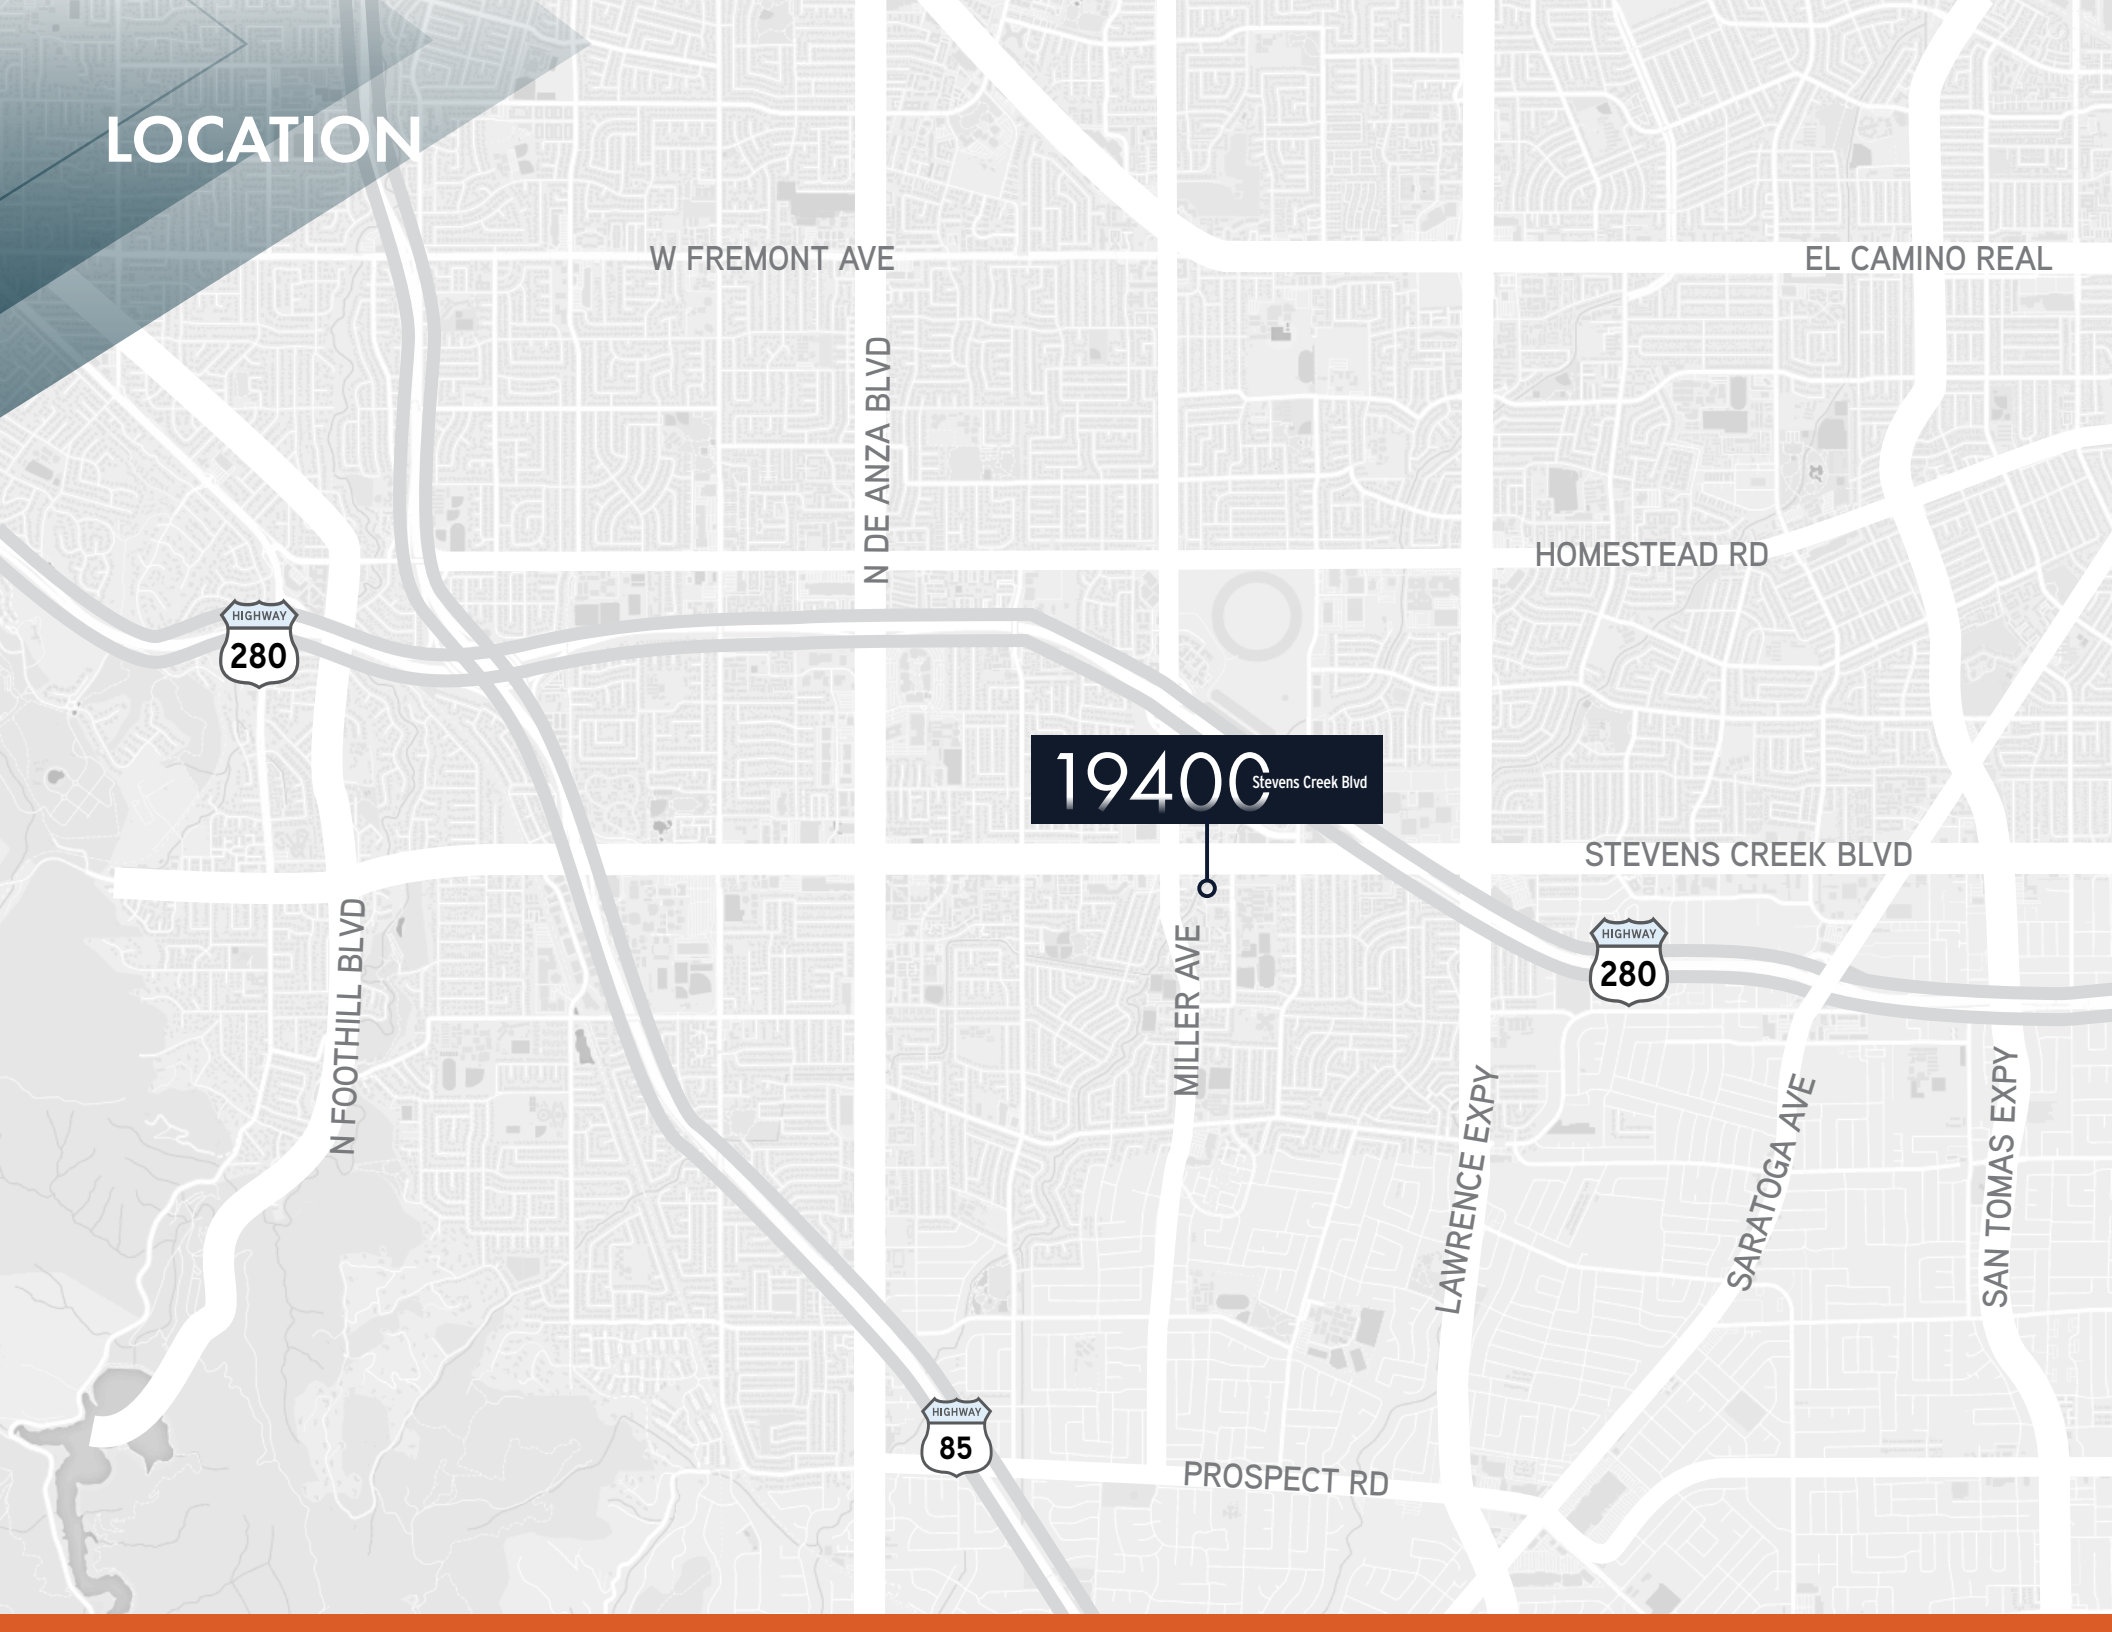 LOCATION
W FREMONT AVE
EL CAMINO REAL
N DE ANZA BLVD
HOMESTEAD RD
HIGHWAY
280
19400 Stevens Creek Blvd
STEVENS CREEK BLVD
N FOOTHILL BLVD
MILLER AVE
HIGHWAY
280
LAWRENCE EXPY
SARATOGA AVE
SAN TOMAS EXPY
HIGHWAY
85
PROSPECT RD